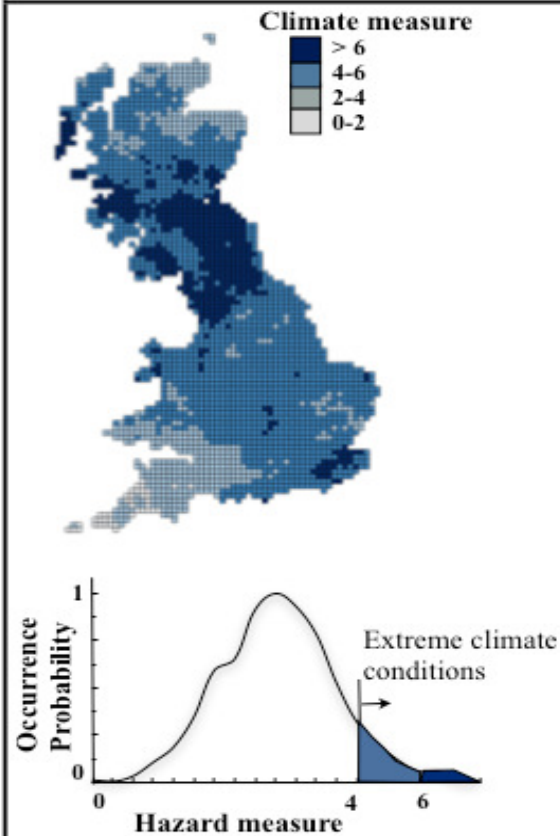 Climate measure
> 6
4-6
2-4
0-2
Occurrence
Probability
1
0
Extreme climate
conditions
0
4
6
Hazard measure